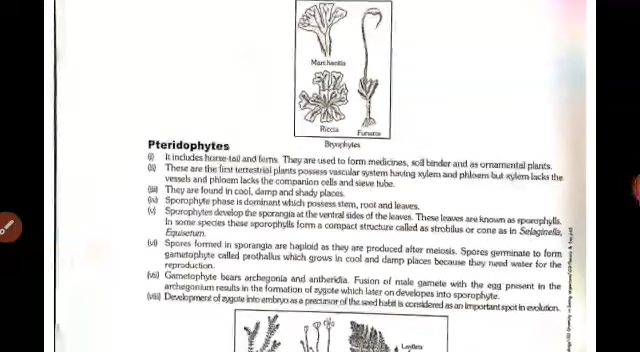 Marchantia
Riccia
Funaria
Bryophytes
Pteridophytes
(i) It includes horse-tail and ferns. They are used to form medicines, soil binder and as ornamental plants.
(ii) These are the first terrestrial plants possess vascular system having xylem and phloem but xylem lacks the
vessels and phloem lacks the companion cells and sieve tube.
(iii) They are found in cool, damp and shady places.
(iv) Sporophyte phase is dominant which possess stem, root and leaves.
(v) Sporophytes develop the sporangia at the ventral sides of the leaves. These leaves are known as sporophylls.
In some species these sporophylls form a compact structure called as strobilus or cone as in Selaginella,
Equisetum.
(vi) Spores formed in sporangia are haploid as they are produced after meiosis. Spores germinate to form
gametophyte called prothallus which grows in cool and damp places because they need water for the
reproduction.
(vii) Gametophyte bears archegonia and antheridia. Fusion of male gamete with the egg present in the
archegonium results in the formation of zygote which later on developes into sporophyte.
(viii) Development of zygote into embryo as a precursor of the seed habit is considered as an important spot in evolution.
Leaflets